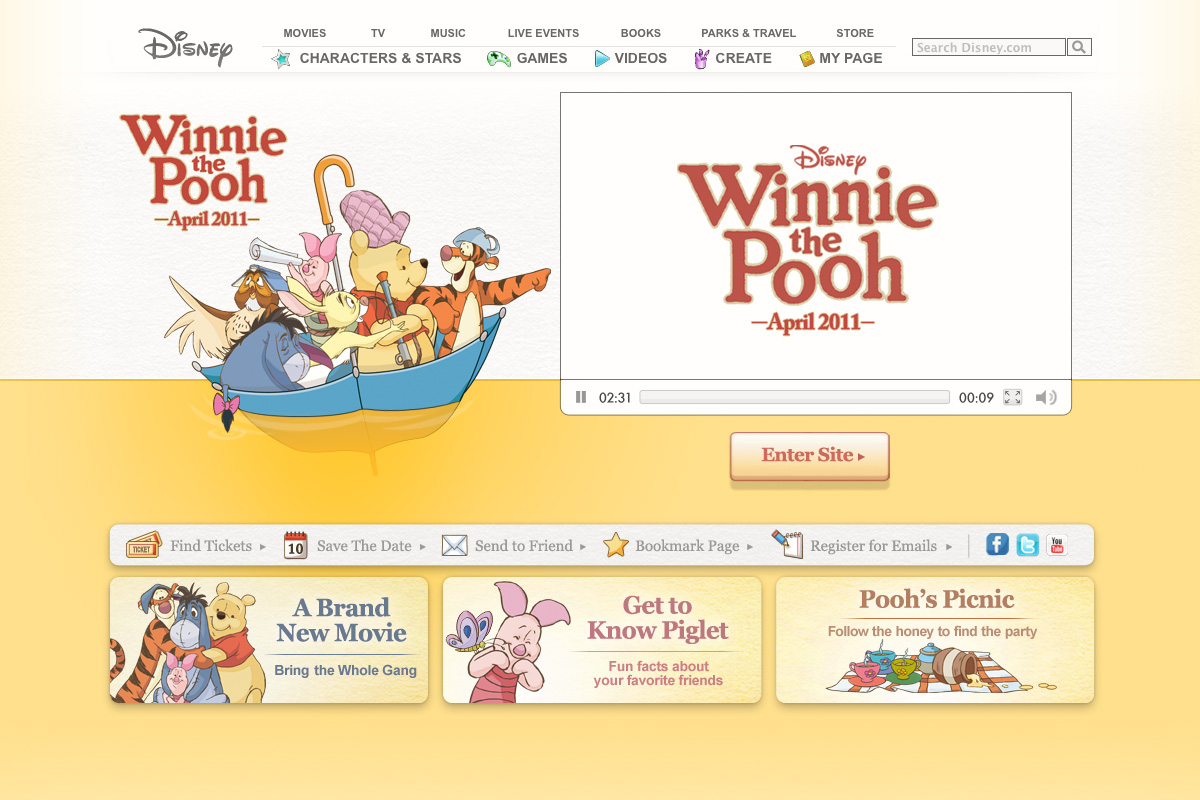 Disney
MOVIES TV MUSIC LIVE EVENTS BOOKS PARKS & TRAVEL STORE
CHARACTERS & STARS GAMES VIDEOS CREATE MY PAGE
Search Disney.com
Winnie
the
Pooh
April 2011
Disney
Winnie
the
Pooh
April 2011
02:31 00:09
Enter Site
TICKET Find Tickets 10 Save The Date Send to Friend Bookmark Page Register for Emails f t You Tube
A Brand
New Movie
Bring the Whole Gang
Get to
Know Piglet
Fun facts about
your favorite friends
Pooh's Picnic
Follow the honey to find the party